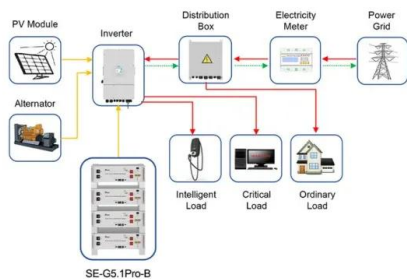 PV Module
Inverter
Distribution
Box
Electricity
Meter
Power
Grid
Alternator
Intelligent
Load
Critical
Load
Ordinary
Load
SE-G5.1Pro-B